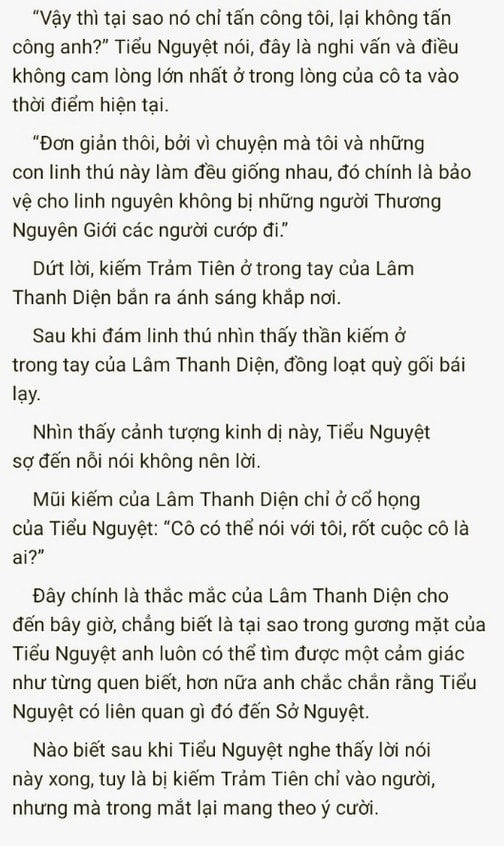 “Vậy thì tại sao nó chỉ tấn công tôi, lại không tấn
công anh?” Tiểu Nguyệt nói, đây là nghi vấn và điều
không cam lòng lớn nhất ở trong lòng của cô ta vào
thời điểm hiện tại.
“Đơn giản thôi, bởi vì chuyện mà tôi và những
con linh thú này làm đều giống nhau, đó chính là bảo
vệ cho linh nguyên không bị những người Thương
Nguyên Giới các người cướp đi.”
Dứt lời, kiếm Trảm Tiên ở trong tay của Lâm
Thanh Diện bắn ra ánh sáng khắp nơi.
Sau khi đám linh thú nhìn thấy thần kiếm ở
trong tay của Lâm Thanh Diện, đồng loạt quỳ gối bái
lạy.
Nhìn thấy cảnh tượng kinh dị này, Tiểu Nguyệt
sợ đến nỗi nói không nên lời.
Mũi kiếm của Lâm Thanh Diện chỉ ở cổ họng
của Tiểu Nguyệt: “Cô có thể nói với tôi, rốt cuộc cô là
ai?”
Đây chính là thắc mắc của Lâm Thanh Diện cho
đến bây giờ, chẳng biết là tại sao trong gương mặt của
Tiểu Nguyệt anh luôn có thể tìm được một cảm giác
như từng quen biết, hơn nữa anh chắc chắn rằng Tiểu
Nguyệt có liên quan gì đó đến Sở Nguyệt.
Nào biết sau khi Tiểu Nguyệt nghe thấy lời nói
này xong, tuy là bị kiếm Trảm Tiên chỉ vào người,
nhưng mà trong mắt lại mang theo ý cười.